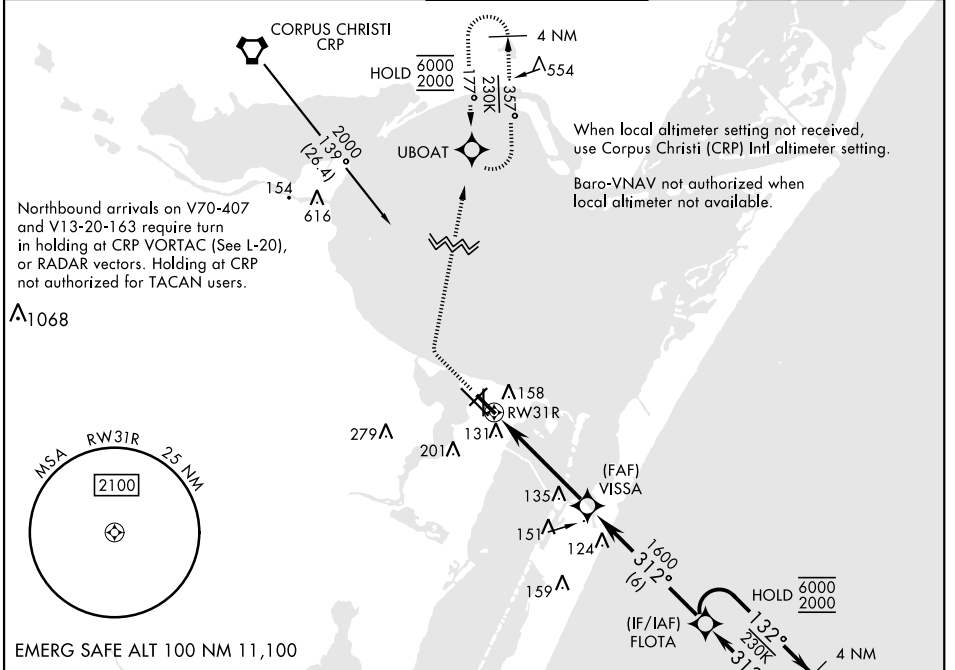 CORPUS CHRISTI
CRP
2000
139°
(26.4)
HOLD
6000
2000
177°
230K
357°
4 NM
554
UBOAT
When local altimeter setting not received,
use Corpus Christi (CRP) Intl altimeter setting.
Baro-VNAV not authorized when
local altimeter not available.
154
616
Northbound arrivals on V70-407
and V13-20-163 require turn
in holding at CRP VORTAC (See L-20),
or RADAR vectors. Holding at CRP
not authorized for TACAN users.
1068
158
RW31R
279
201
131
MSA RW31R 25 NM
2100
(FAF)
VISSA
135
151
124
159
1600
312°
(6)
HOLD
6000
2000
(IF/IAF)
FLOTA
132°
230K
4 NM
EMERG SAFE ALT 100 NM 11,100